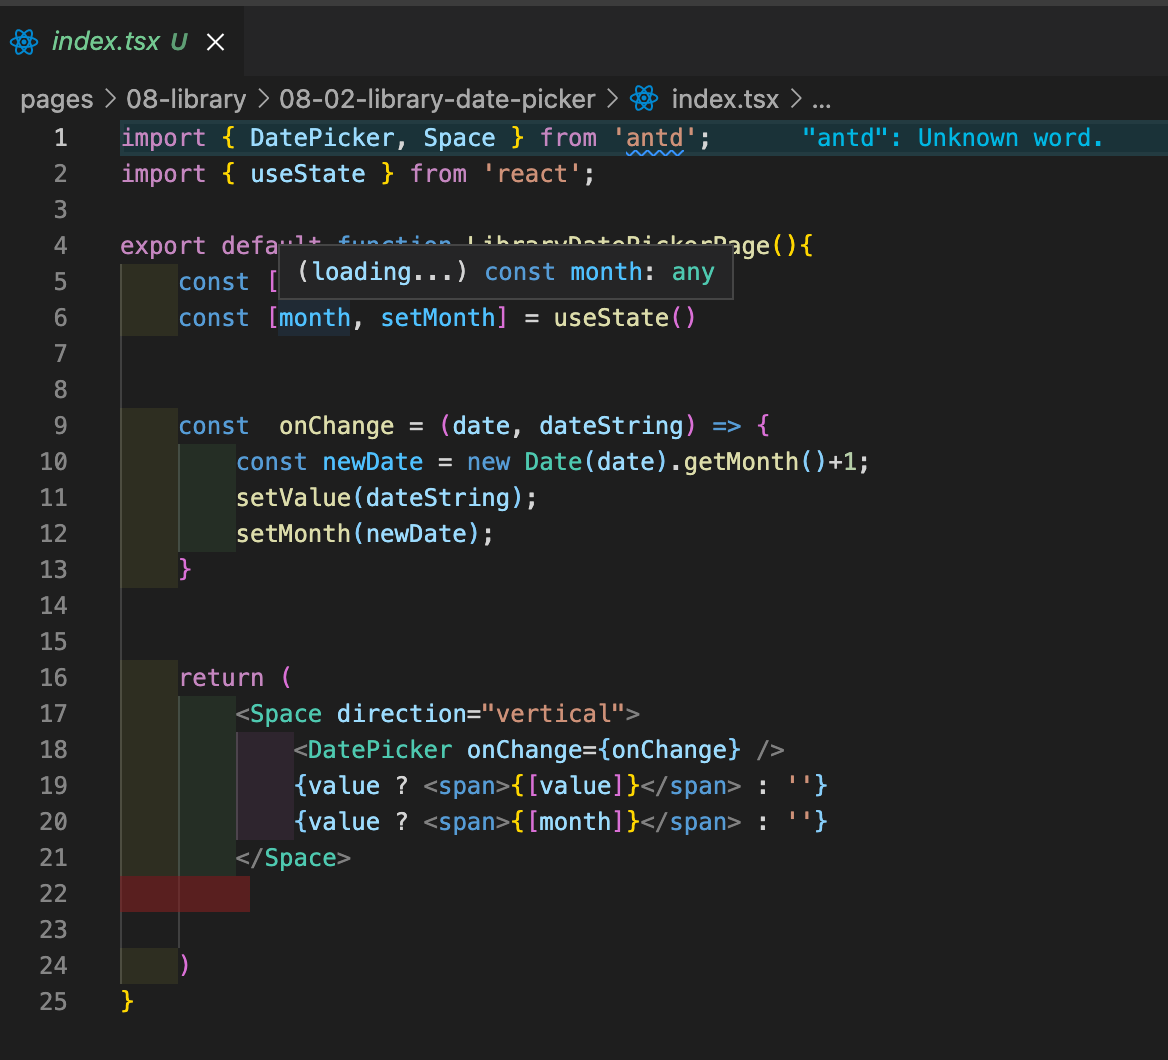 index.tsx U
pages > 08-library > 08-02-library-date-picker > index.tsx > ...
1 import { DatePicker, Space } from 'antd'; "antd": Unknown word.
2 import { useState } from 'react';
3
4 export default function LibraryDatePickerPage(){
(loading...) const month: any
5 const [
6 const [month, setMonth] = useState()
7
8
9 const  onChange = (date, dateString) => {
10 const newDate = new Date(date).getMonth()+1;
11 setValue(dateString);
12 setMonth(newDate);
13 }
14
15
16 return (
17 <Space direction="vertical">
18 <DatePicker onChange={onChange} />
19 {value ? <span>{[value]}</span> : ''}
20 {value ? <span>{[month]}</span> : ''}
21 </Space>
22
23
24 )
25 }